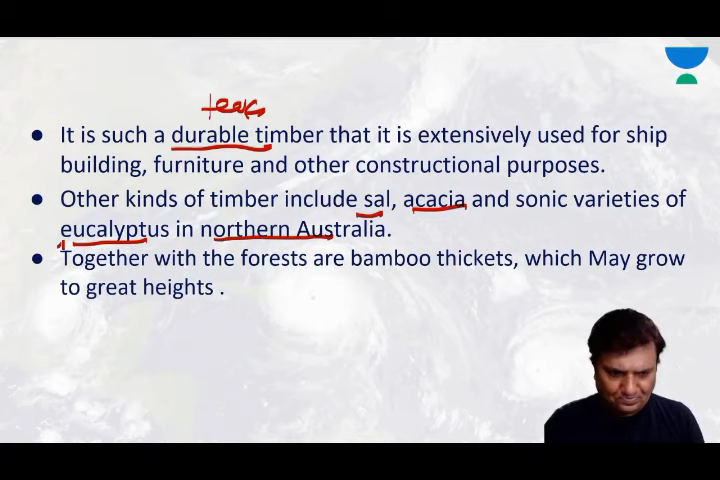 teak
It is such a durable timber that it is extensively used for ship
building, furniture and other constructional purposes.
Other kinds of timber include sal, acacia and sonic varieties of
eucalyptus in northern Australia.
Together with the forests are bamboo thickets, which May grow
to great heights .